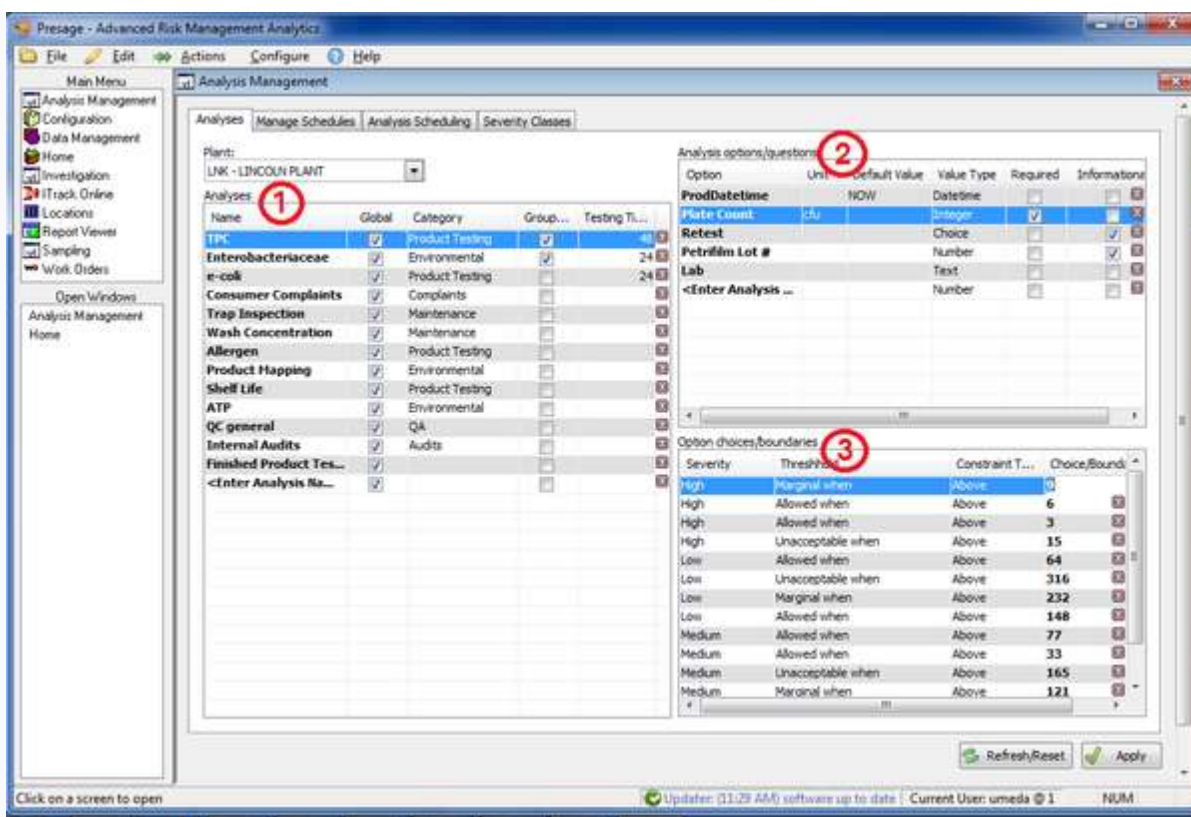 Presage - Advanced Risk Management Analytics
File Edit Actions Configure Help
Main Menu
Analysis Management
Configuration
Data Management
Home
Investigation
ITrack Online
Locations
Report Viewer
Sampling
Work Orders
Open Windows
Analysis Management
Home
Analysis Management
Analyses Manage Schedules Analysis Scheduling Severity Classes
Plant:
LNK - LINCOLN PLANT
Analyses
1
Name Global Category Group... Testing Ti...
TPC Product Testing 48
Enterobacteriaceae Environmental 24
e-coli Product Testing 24
Consumer Complaints Complaints
Trap Inspection Maintenance
Wash Concentration Maintenance
Allergen Product Testing
Product Mapping Environmental
Shelf Life Product Testing
ATP Environmental
QC general QA
Internal Audits Audits
Finished Product Tes...
<Enter Analysis Na...
Analysis options/questions
2
Option Unit Default Value Value Type Required Informationa
ProdDatetime NOW Datetime
Plate Count cfu Integer
Retest Choice
Petrifilm Lot # Number
Lab Text
<Enter Analysis ... Number
Option choices/boundaries
3
Severity Threshhold Constraint T... Choice/Bounda
High Marginal when Above 9
High Allowed when Above 6
High Allowed when Above 3
High Unacceptable when Above 15
Low Allowed when Above 64
Low Unacceptable when Above 316
Low Marginal when Above 232
Low Allowed when Above 148
Medium Allowed when Above 77
Medium Allowed when Above 33
Medium Unacceptable when Above 165
Medium Marginal when Above 121
Refresh/Reset Apply
Click on a screen to open
Updater: (11:29 AM) software up to date Current User: umeda @ 1 NUM